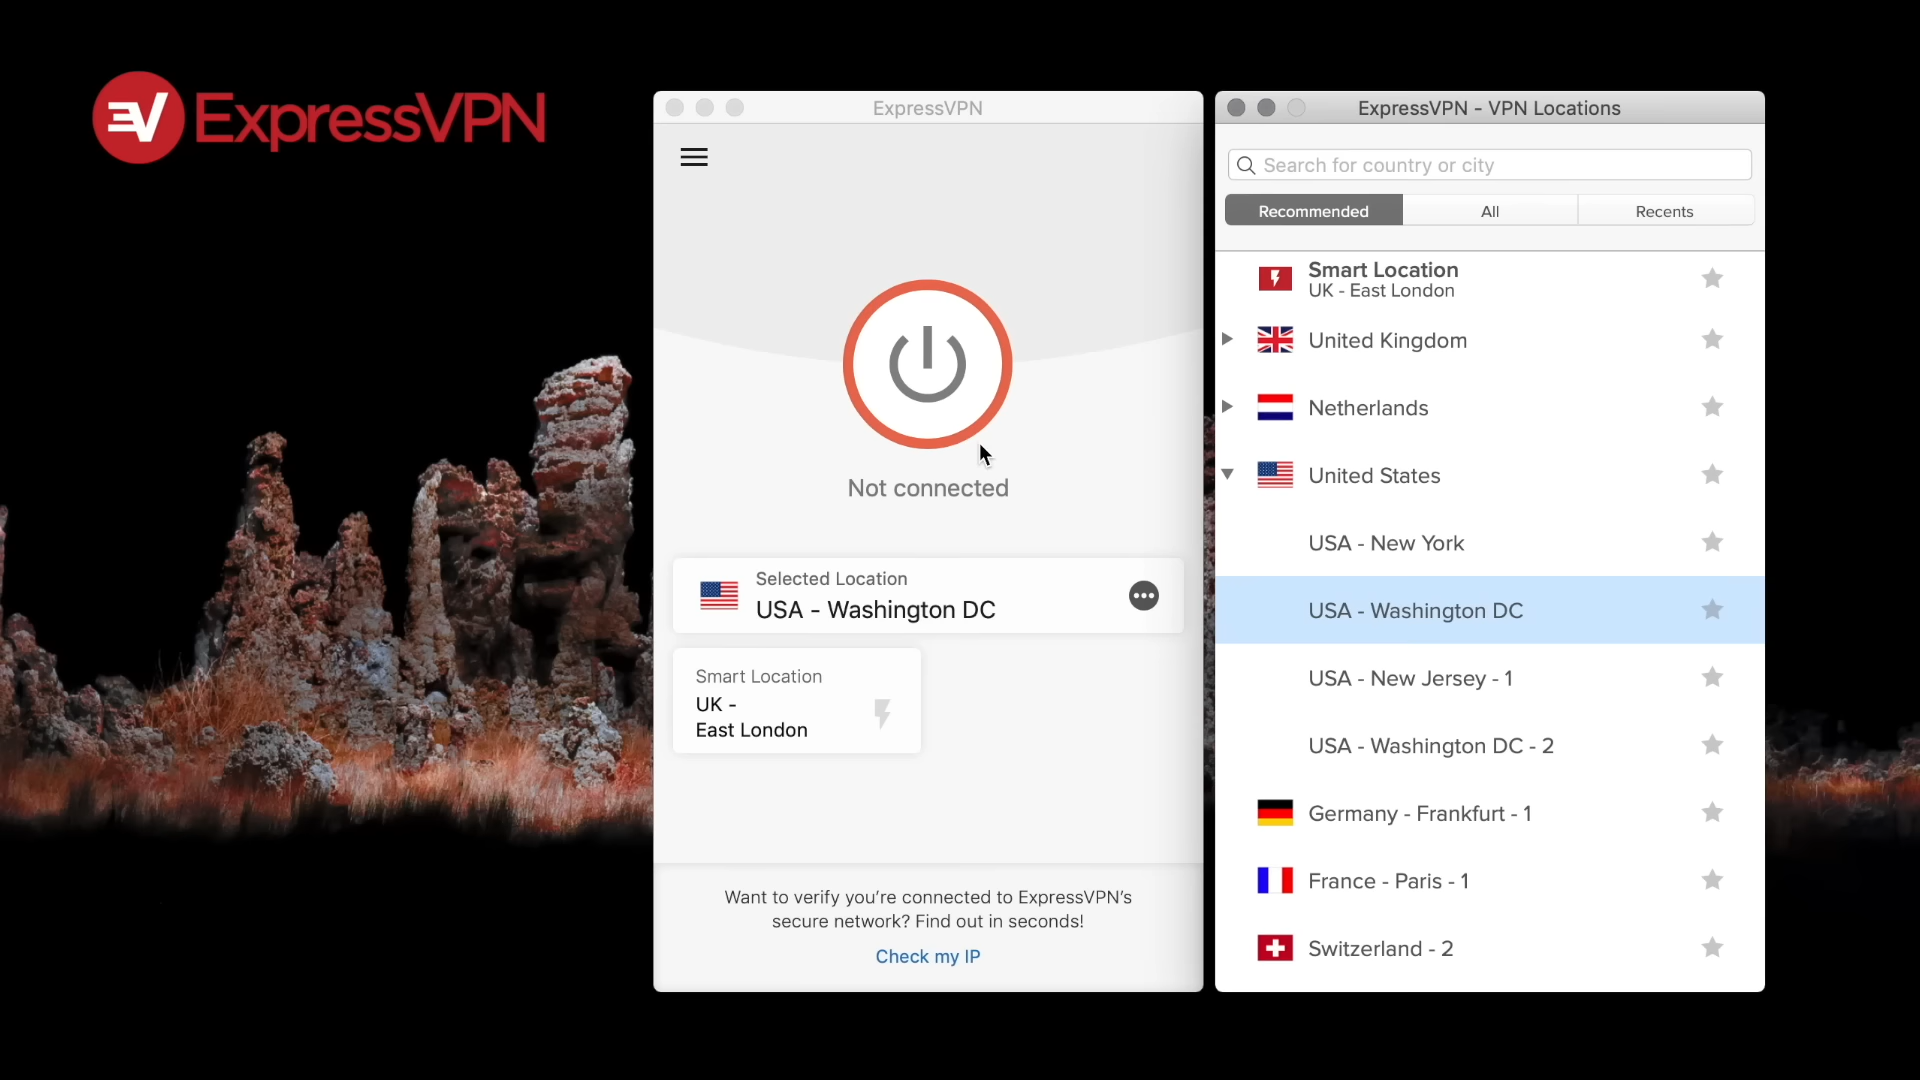 ExpressVPN
ExpressVPN
Not connected
Selected Location
USA - Washington DC
Smart Location
UK -
East London
Want to verify you’re connected to ExpressVPN’s
secure network? Find out in seconds!
Check my IP
ExpressVPN - VPN Locations
Search for country or city
Recommended
All
Recents
Smart Location
UK - East London
United Kingdom
Netherlands
United States
USA - New York
USA - Washington DC
USA - New Jersey - 1
USA - Washington DC - 2
Germany - Frankfurt - 1
France - Paris - 1
Switzerland - 2